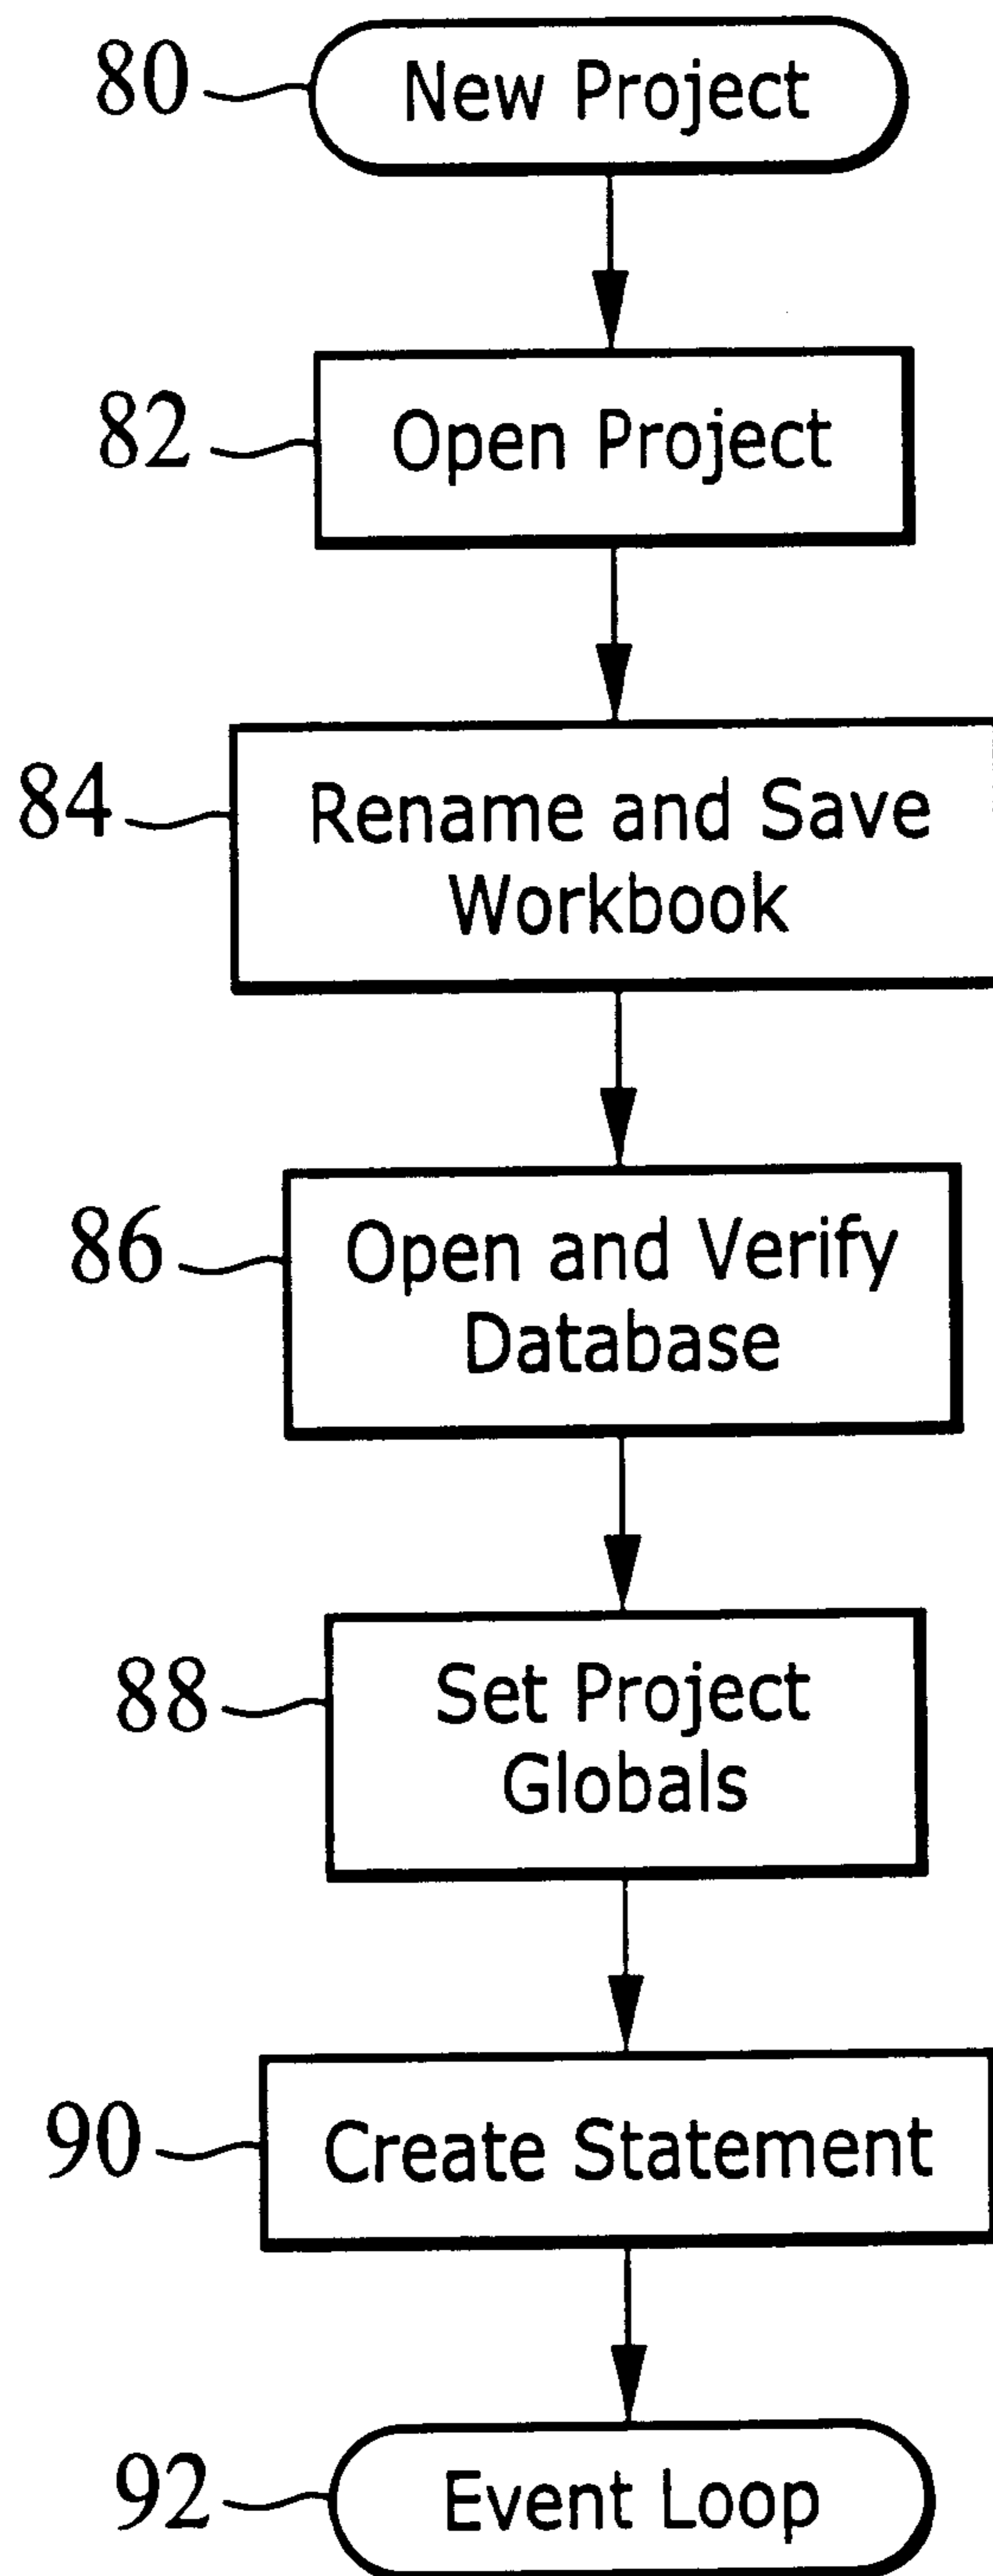 80 New Project
82 Open Project
84 Rename and Save
Workbook
86 Open and Verify
Database
88 Set Project
Globals
90 Create Statement
92 Event Loop